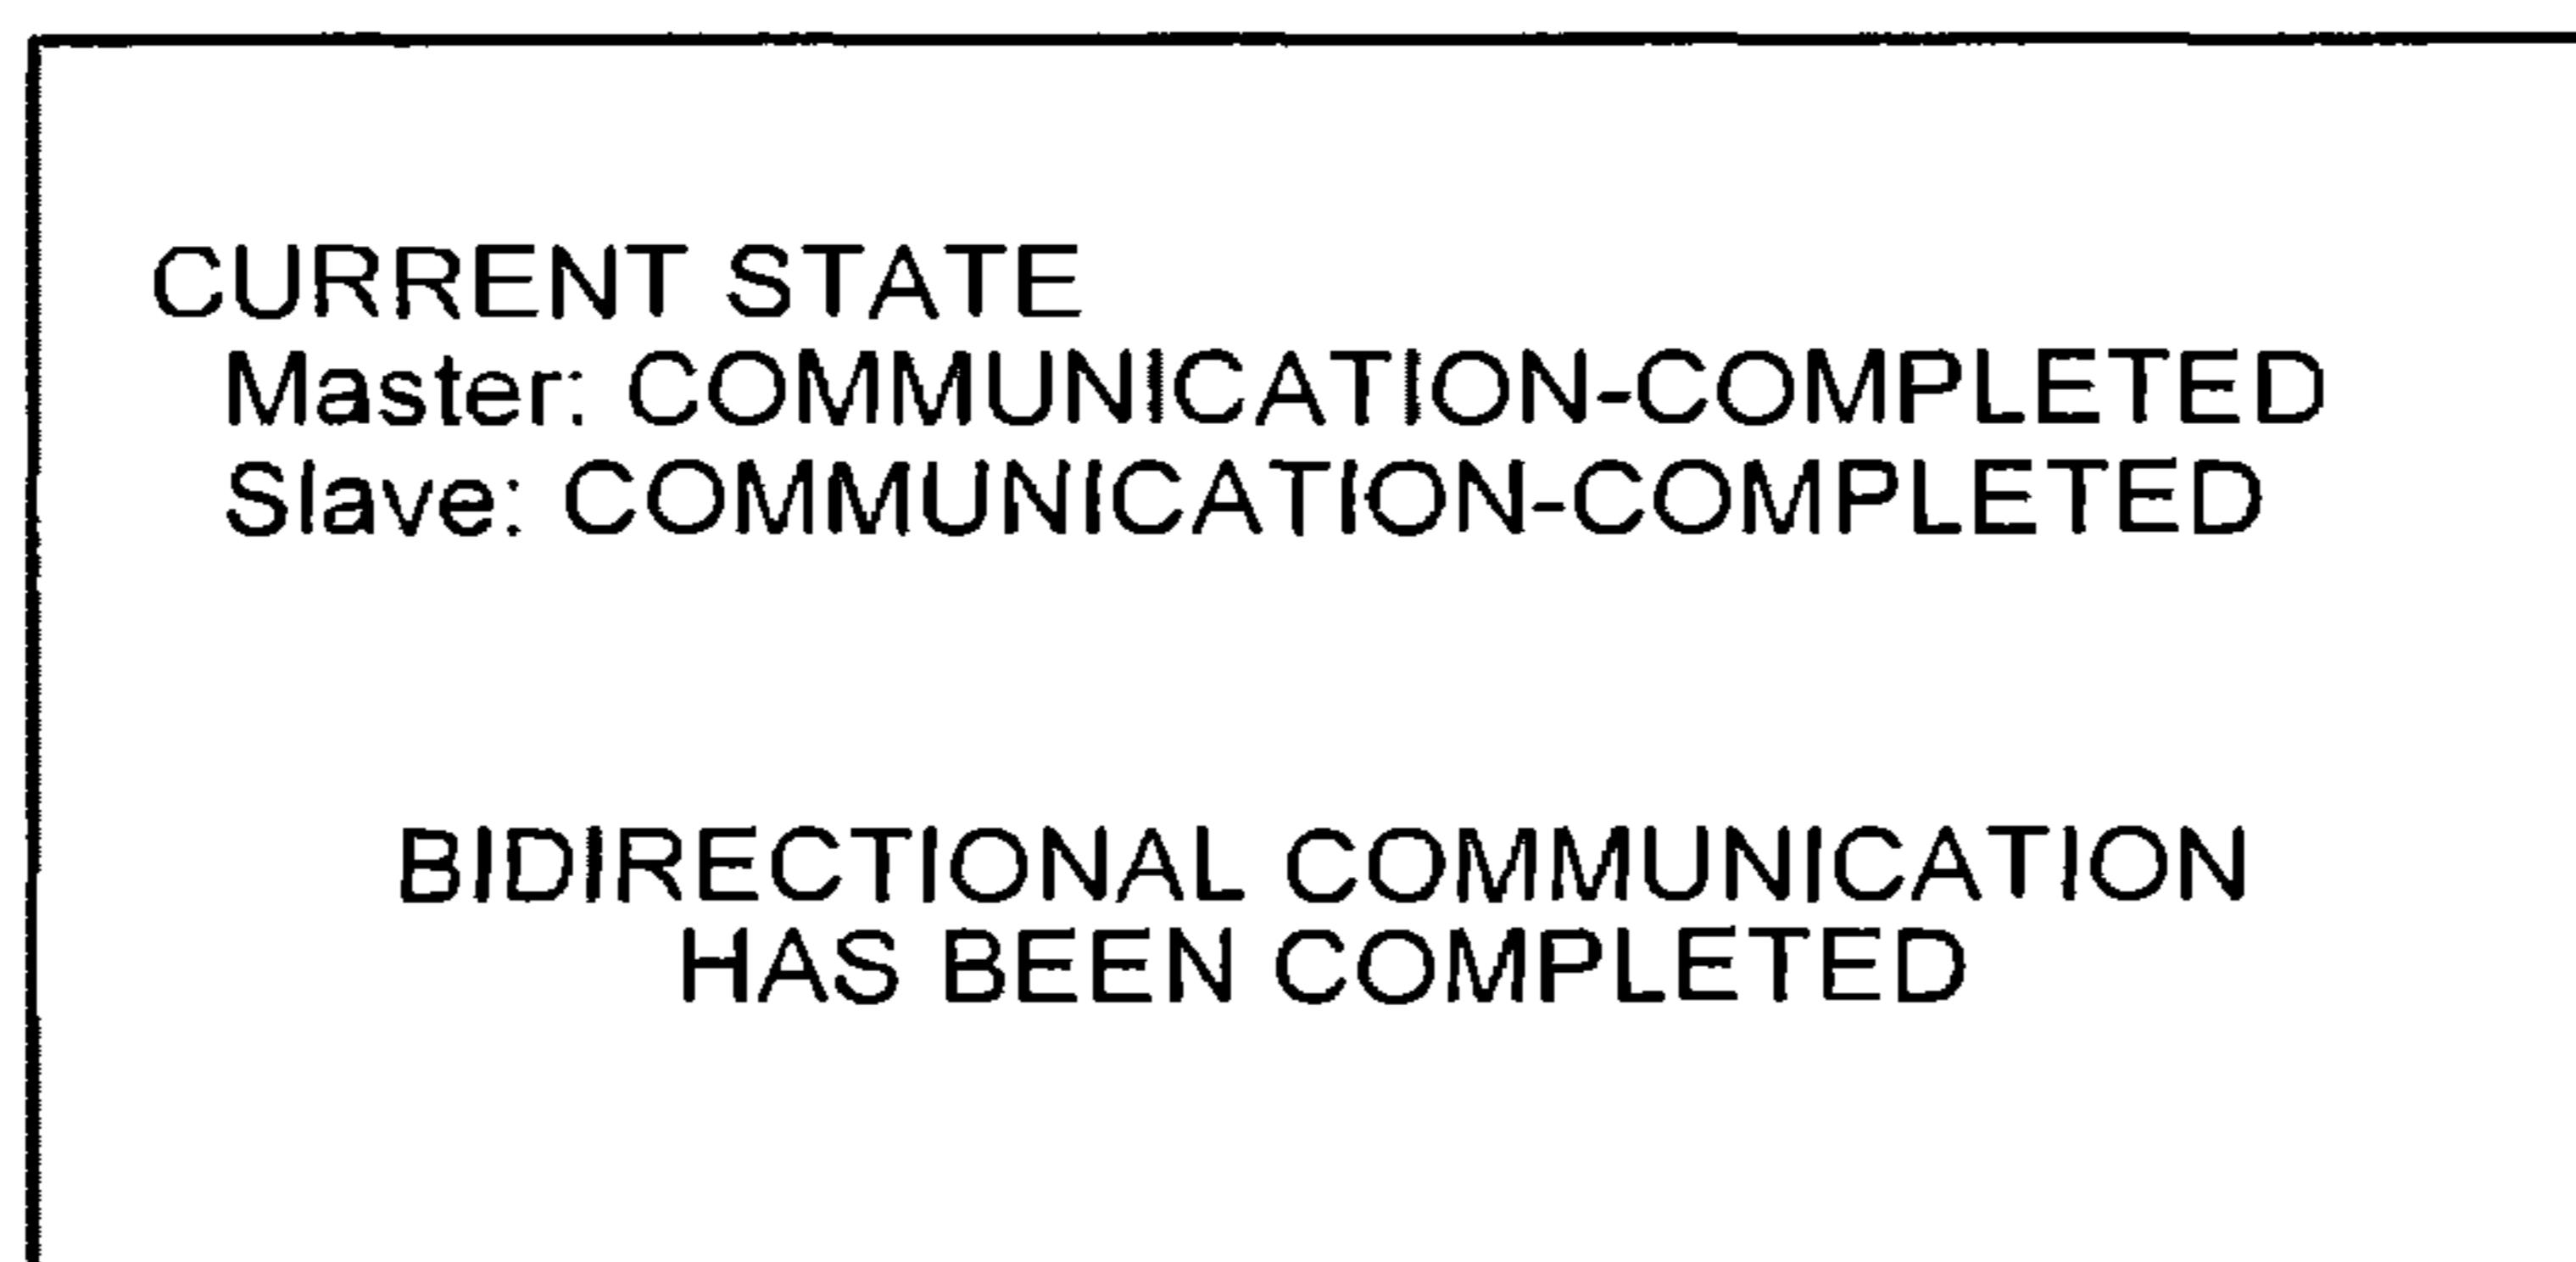 CURRENT STATE
Master: COMMUNICATION-COMPLETED
Slave: COMMUNICATION-COMPLETED
BIDIRECTIONAL COMMUNICATION
HAS BEEN COMPLETED